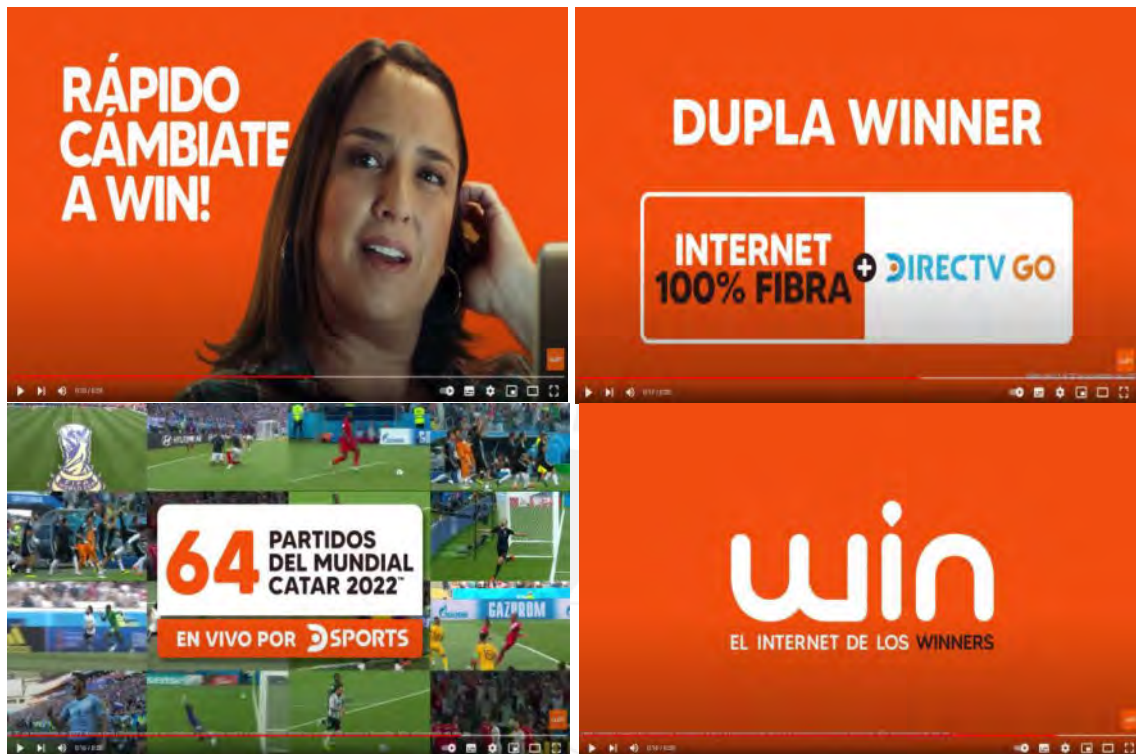 RÁPIDO
CÁMBIATE
A WIN!
DUPLA WINNER
INTERNET
100% FIBRA
+
DIRECTV GO
64
PARTIDOS
DEL MUNDIAL
CATAR 2022™
EN VIVO POR DSPORTS
GAZPROM
win
EL INTERNET DE LOS WINNERS